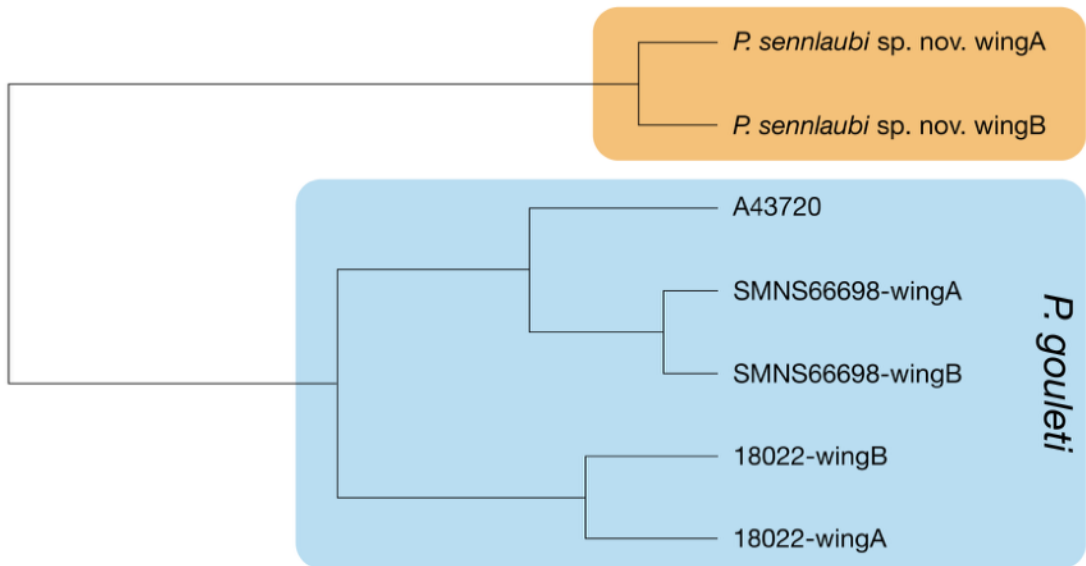 P. sennlaubi sp. nov. wingA
P. sennlaubi sp. nov. wingB
A43720
SMNS66698-wingA
SMNS66698-wingB
18022-wingB
18022-wingA
P. gouleti